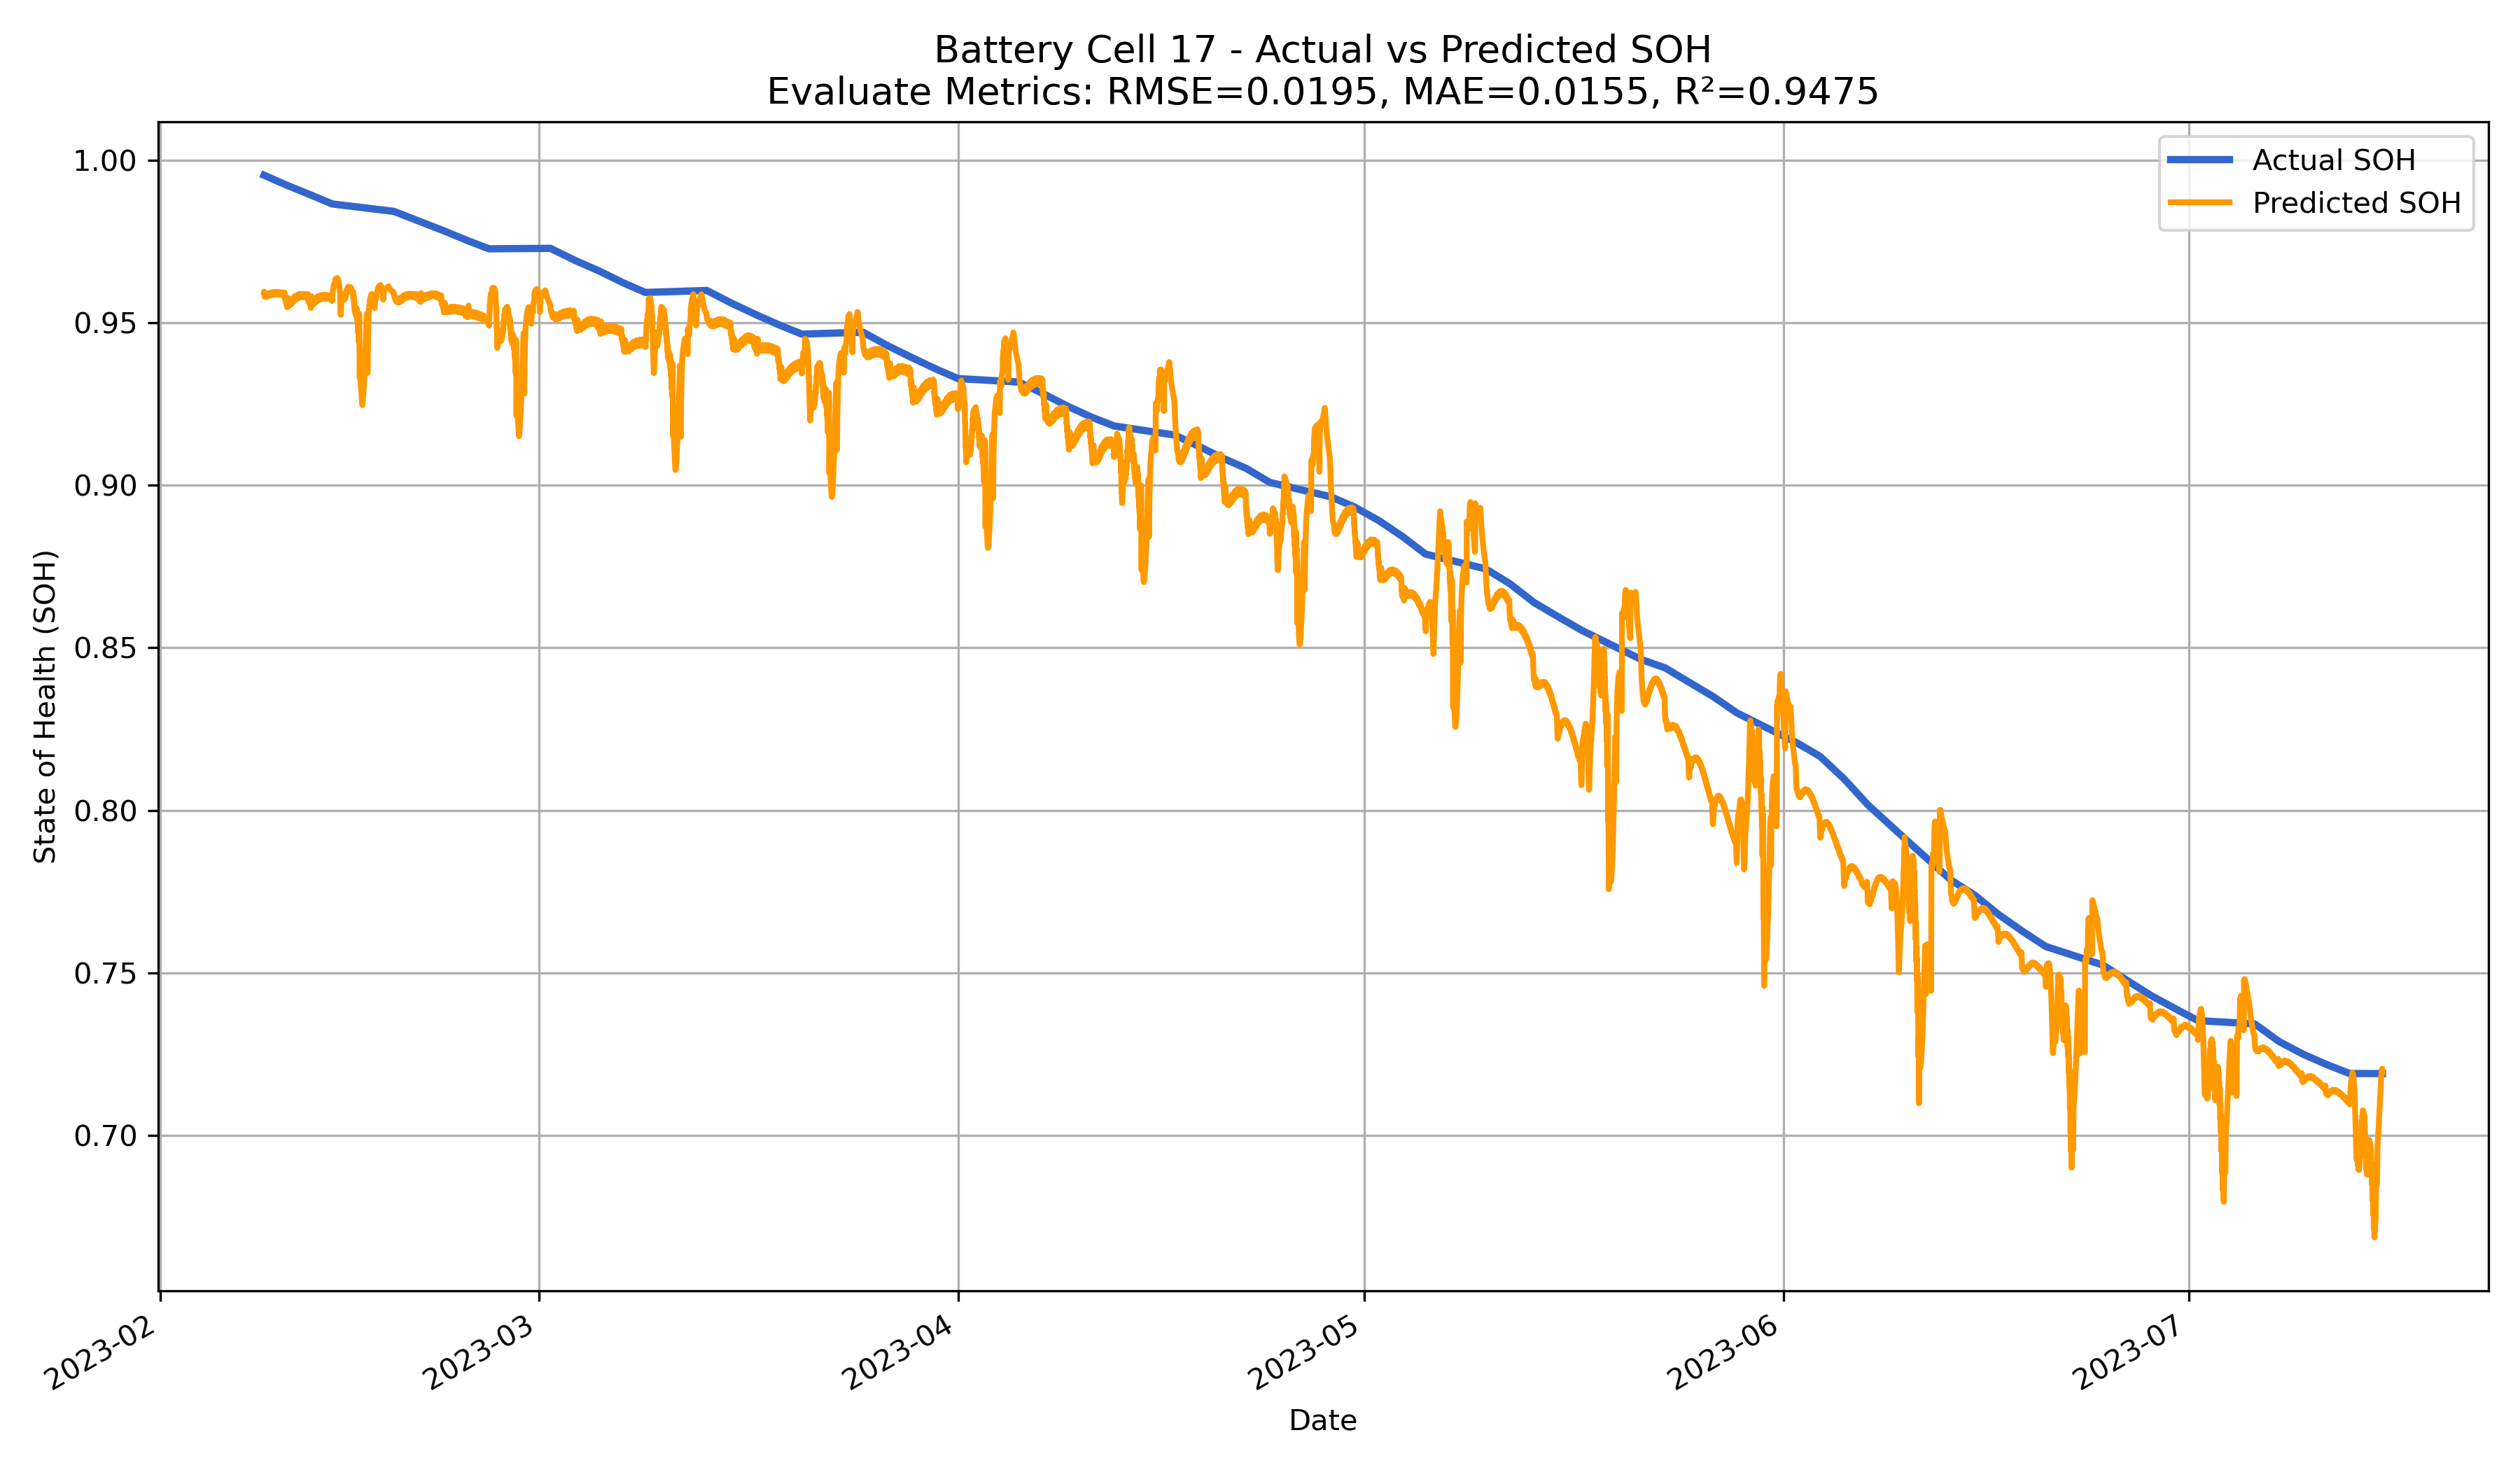 Battery Cell 17 - Actual vs Predicted SOH
Evaluate Metrics: RMSE=0.0195, MAE=0.0155, R²=0.9475
Actual SOH
Predicted SOH
State of Health (SOH)
1.00
0.95
0.90
0.85
0.80
0.75
0.70
2023-02
2023-03
2023-04
2023-05
2023-06
2023-07
Date